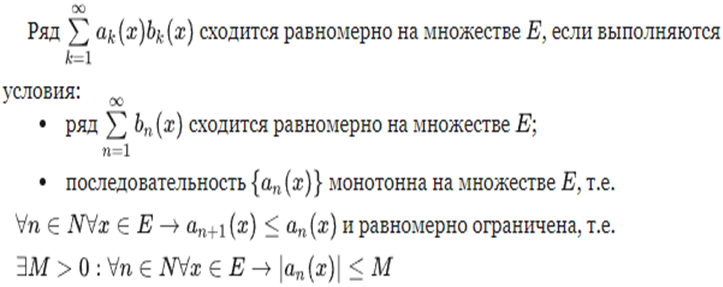 Ряд $\sum_{k=1}^{\infty} a_k(x)b_k(x)$ сходится равномерно на множестве $E$, если выполняются
условия:
• ряд $\sum_{n=1}^{\infty} b_n(x)$ сходится равномерно на множестве $E$;
• последовательность $\{a_n(x)\}$ монотонна на множестве $E$, т.е.
$\forall n \in N \forall x \in E \to a_{n+1}(x) \leq a_n(x)$ и равномерно ограничена, т.е.
$\exists M > 0 : \forall n \in N \forall x \in E \to |a_n(x)| \leq M$